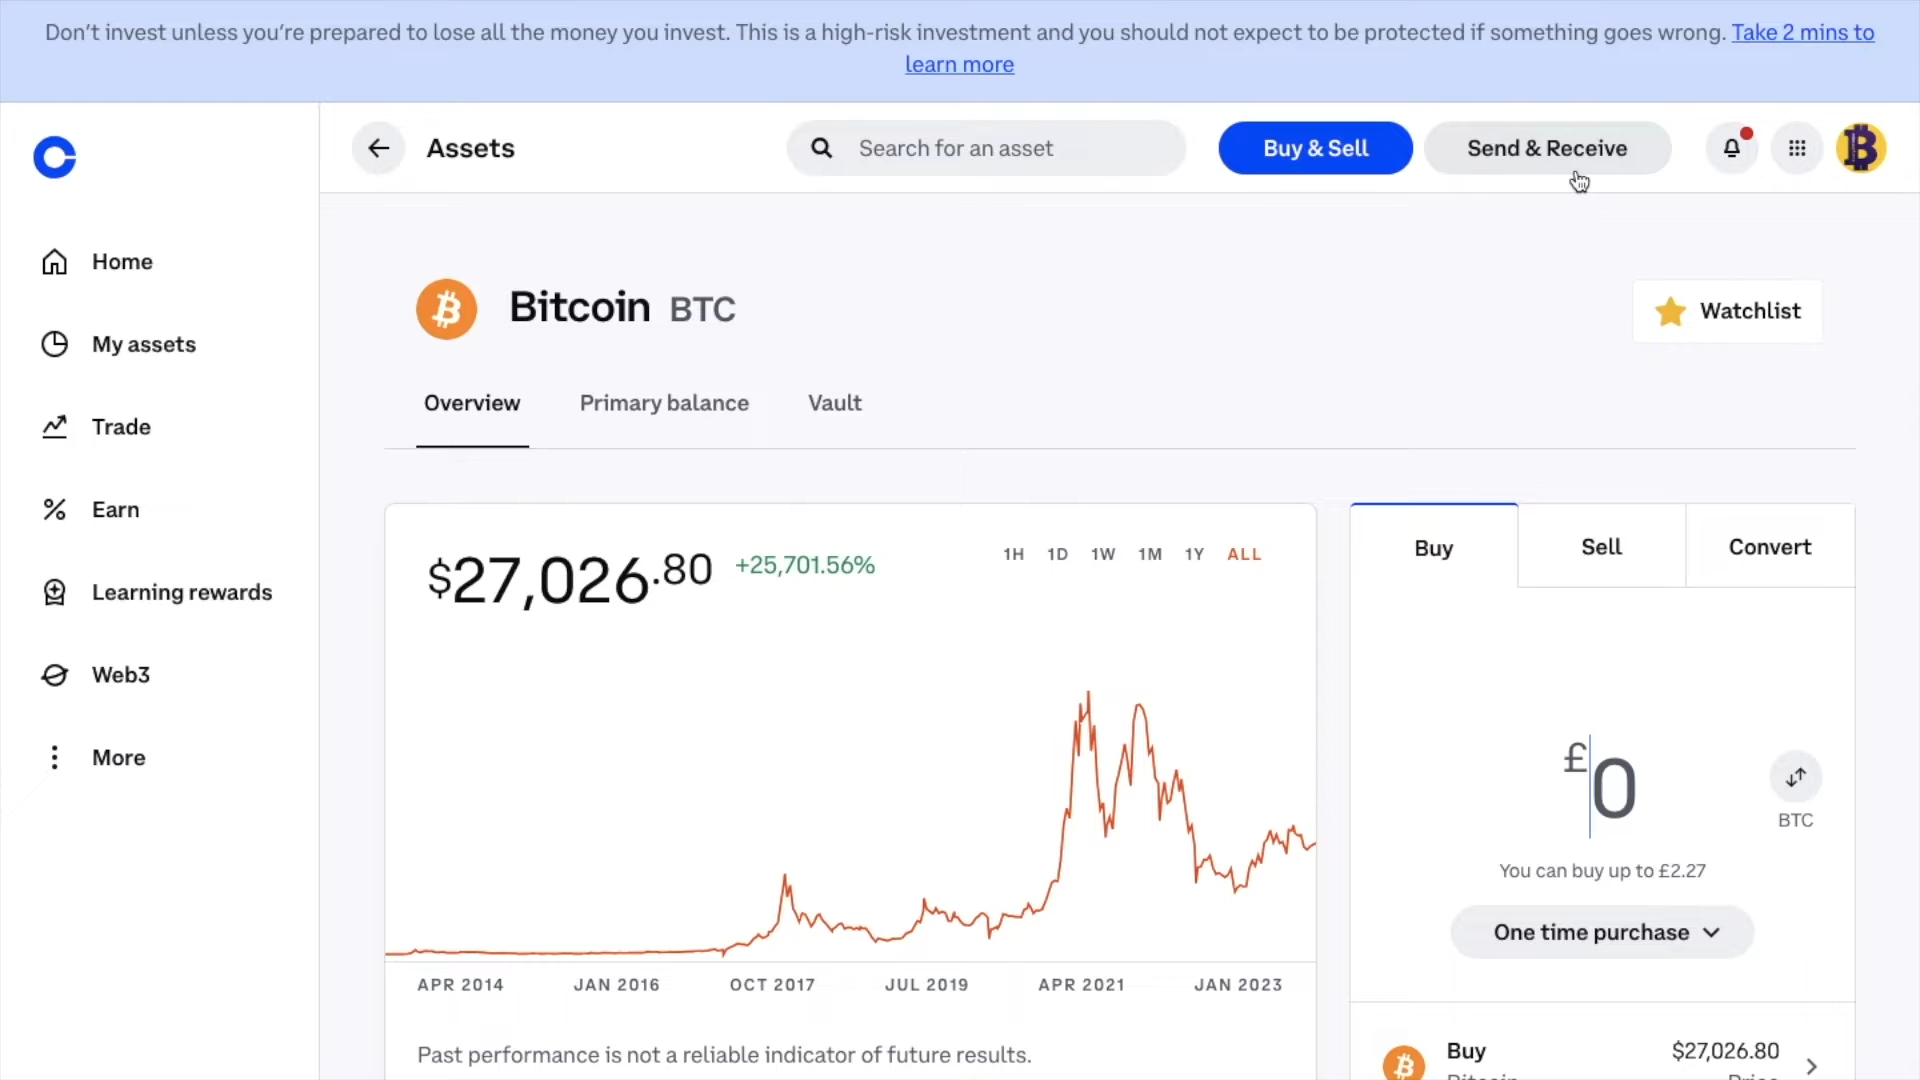 Don't invest unless you're prepared to lose all the money you invest. This is a high-risk investment and you should not expect to be protected if something goes wrong. Take 2 mins to
learn more
Assets
Search for an asset
Buy & Sell
Send & Receive
Home
My assets
Trade
Earn
Learning rewards
Web3
More
Bitcoin BTC
Watchlist
Overview
Primary balance
Vault
$27,026.80 +25,701.56%
1H 1D 1W 1M 1Y ALL
APR 2014 JAN 2016 OCT 2017 JUL 2019 APR 2021 JAN 2023
Past performance is not a reliable indicator of future results.
Buy
Sell
Convert
£0
BTC
You can buy up to £2.27
One time purchase
Buy
$27,026.80